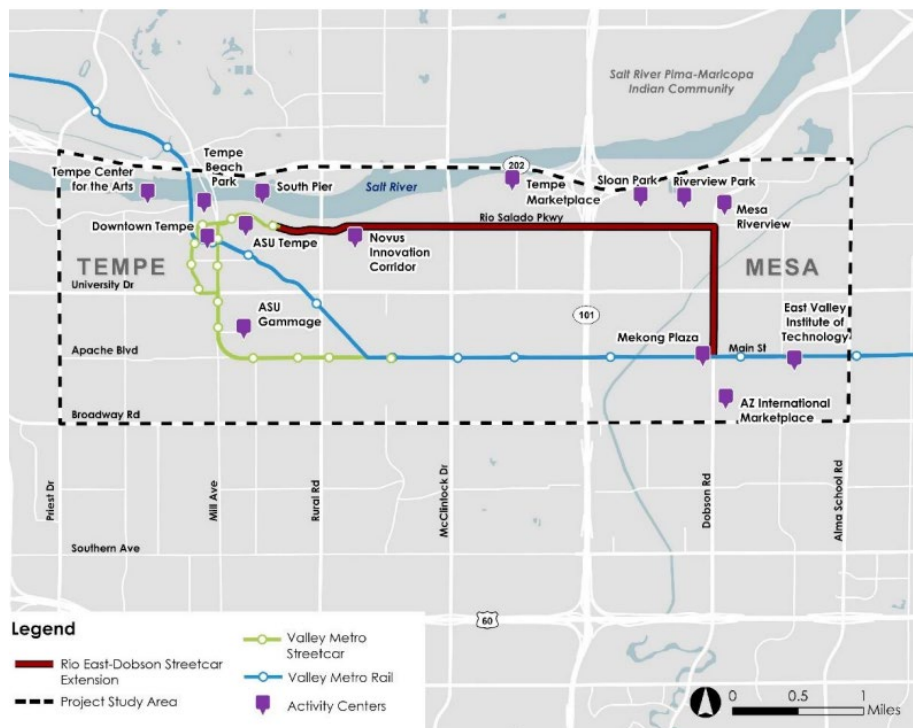 Salt River Pima-Maricopa
Indian Community
202
Tempe Center
for the Arts
Tempe
Beach
Park
South Pier
Salt River
Tempe
Marketplace
Sloan Park
Riverview Park
Mesa
Riverview
Rio Salado Pkwy
Downtown Tempe
ASU Tempe
Novus
Innovation
Corridor
TEMPE
MESA
University Dr
ASU
Gammage
101
East Valley
Institute of
Technology
Mekong Plaza
Main St
Apache Blvd
AZ International
Marketplace
Broadway Rd
Priest Dr
Mill Ave
Rural Rd
McClintock Dr
Dobson Rd
Alma School Rd
Southern Ave
60
Legend
Rio East-Dobson Streetcar
Extension
Project Study Area
Valley Metro
Streetcar
Valley Metro Rail
Activity Centers
0 0.5 1
Miles